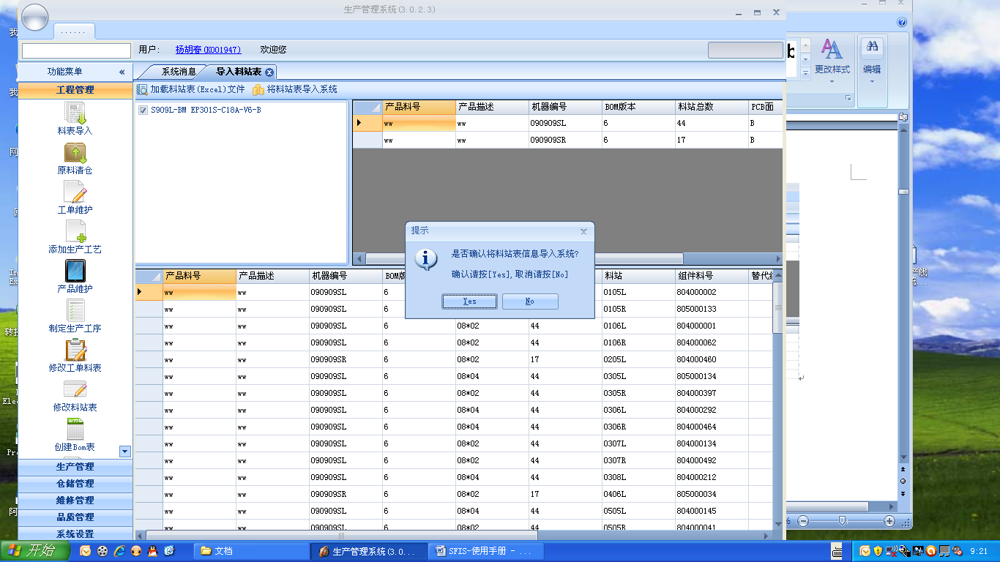 生产管理系统(3.0.2.3)
······
用户: 杨胡春(K001947) 欢迎您
功能菜单 «
系统消息 导入料站表
更改样式 编辑
工程管理
加载料站表(Excel)文件 将料站表导入系统
S909L-BM EP301S-C18A-V6-B
产品料号 产品描述 机器编号 BOM版本 料站总数 PCB面
ww ww 090909SL 6 44 B
ww ww 090909SR 6 17 B
料表导入
原料清仓
工单维护
添加生产工艺
产品维护
制定生产工序
修改工单料表
修改料站表
创建Bom表
生产管理
仓储管理
维修管理
品质管理
系统设置
提示
是否确认将料站表信息导入系统?
确认请按[Yes],取消请按[No]
Yes No
产品料号 产品描述 机器编号 BOM版 料站 组件料号
ww ww 090909SL 6 0105L 804000002
ww ww 090909SL 6 0105R 805000133
ww ww 090909SL 6 08*02 44 0106L 804000001
ww ww 090909SL 6 08*02 44 0106R 804000062
ww ww 090909SR 6 08*02 17 0205L 804000460
ww ww 090909SL 6 08*04 44 0305L 805000134
ww ww 090909SL 6 08*02 44 0305R 804000397
ww ww 090909SL 6 08*04 44 0306L 804000292
ww ww 090909SL 6 08*04 44 0306R 804000464
ww ww 090909SL 6 08*02 44 0307L 804000134
ww ww 090909SL 6 08*02 44 0307R 804000492
ww ww 090909SL 6 08*04 44 0308L 804000212
ww ww 090909SR 6 08*02 17 0406L 805000034
ww ww 090909SL 6 08*04 44 0505L 804000145
ww ww 090909SL 6 08*02 44 0505R 804000041
开始 文档 生产管理系统(3.0... SFIS-使用手册 - ... 9:21